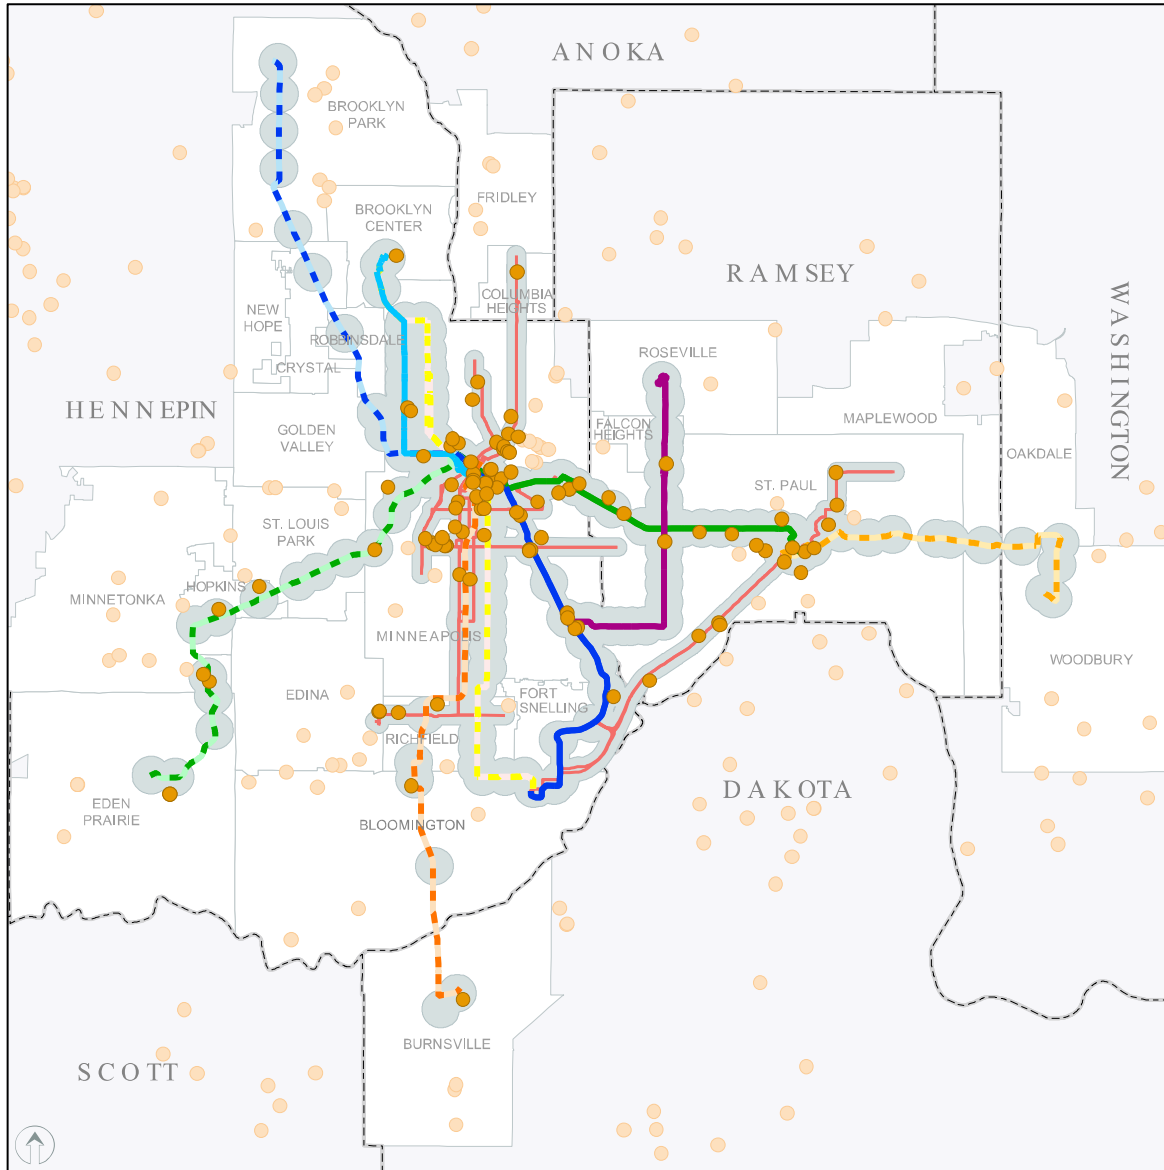 ANOKA
BROOKLYN
PARK
FRIDLEY
BROOKLYN
CENTER
RAMSEY
WASHINGTON
COLUMBIA
HEIGHTS
NEW
HOPE
ROBBINSDALE
ROSEVILLE
CRYSTAL
HENNEPIN
MAPLEWOOD
GOLDEN
VALLEY
FALCON
HEIGHTS
OAKDALE
ST. PAUL
ST. LOUIS
PARK
HOPKINS
MINNETONKA
MINNEAPOLIS
WOODBURY
EDINA
FORT
SNELLING
RICHFIELD
DAKOTA
EDEN
PRAIRIE
BLOOMINGTON
BURNSVILLE
SCOTT